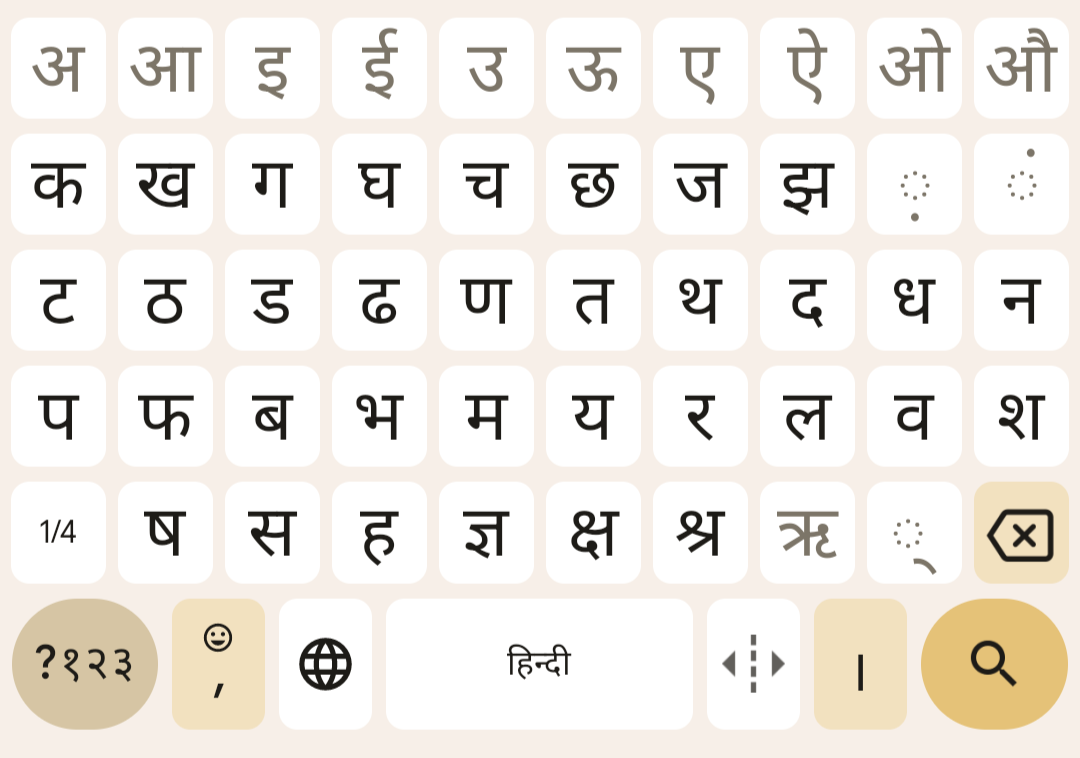 अ आ इ ई उ ऊ ए ऐ ओ औ
क ख ग घ च छ ज झ ◌़ ◌ं
ट ठ ड ढ ण त थ द ध न
प फ ब भ म य र ल व श
1/4 ष स ह ज्ञ क्ष श्र ऋ ◌्
?१२३ , हिन्दी ।